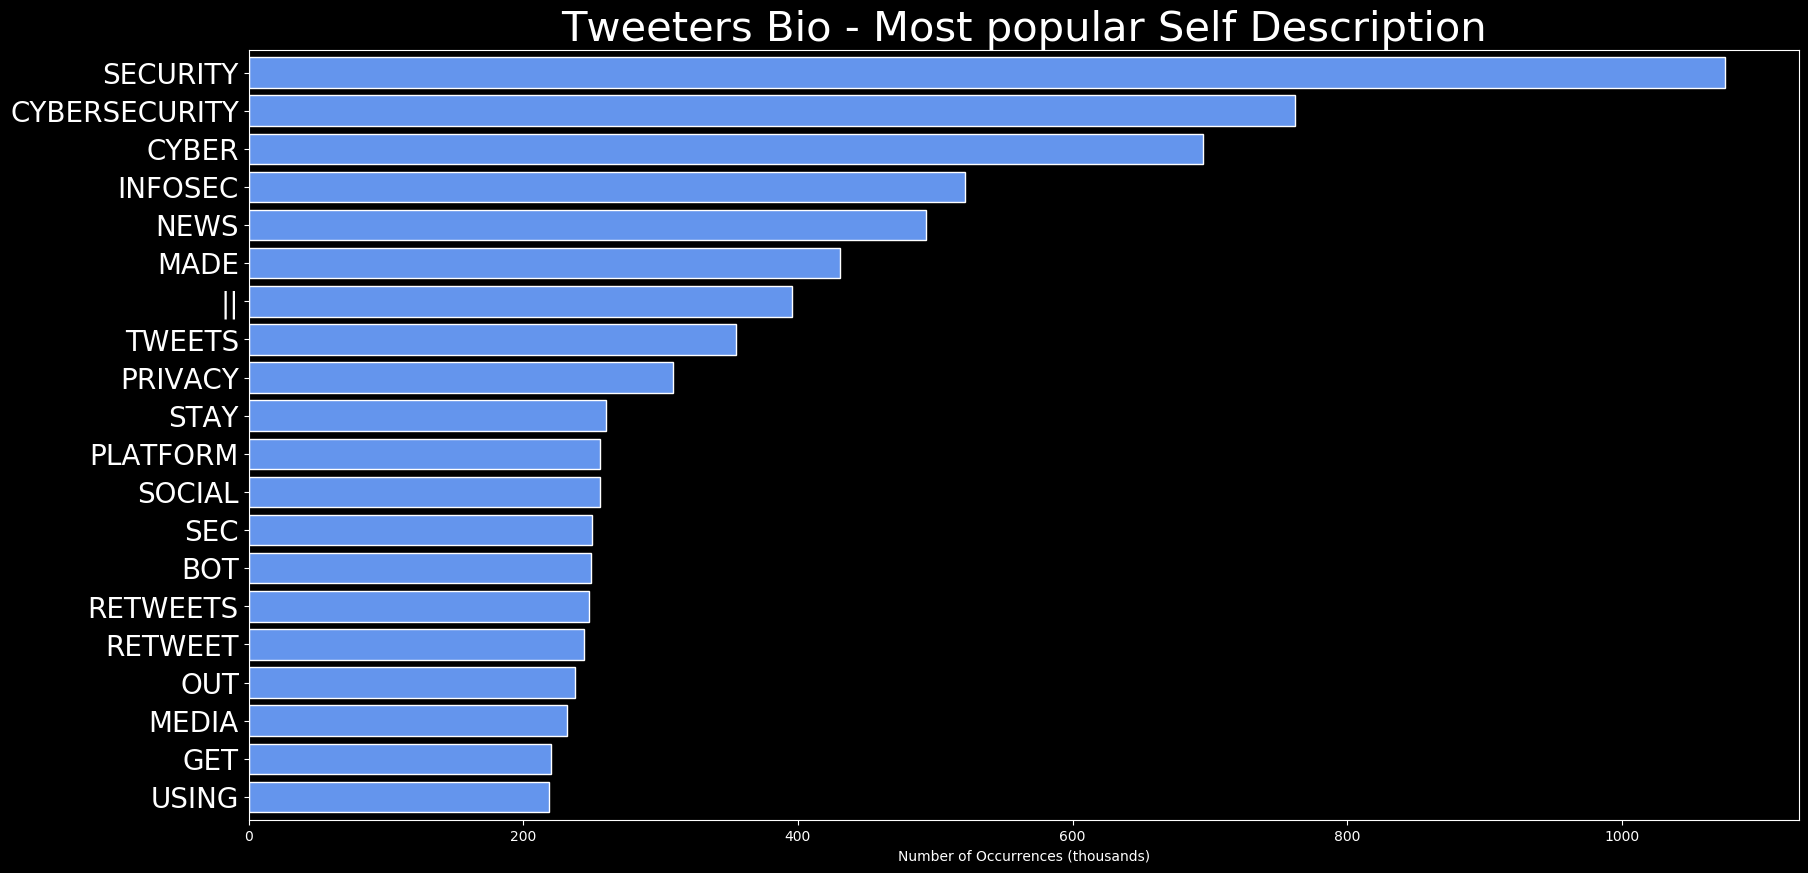 Tweeters Bio - Most popular Self Description
SECURITY
CYBERSECURITY
CYBER
INFOSEC
NEWS
MADE
||
TWEETS
PRIVACY
STAY
PLATFORM
SOCIAL
SEC
BOT
RETWEETS
RETWEET
OUT
MEDIA
GET
USING
0 200 400 600 800 1000
Number of Occurrences (thousands)